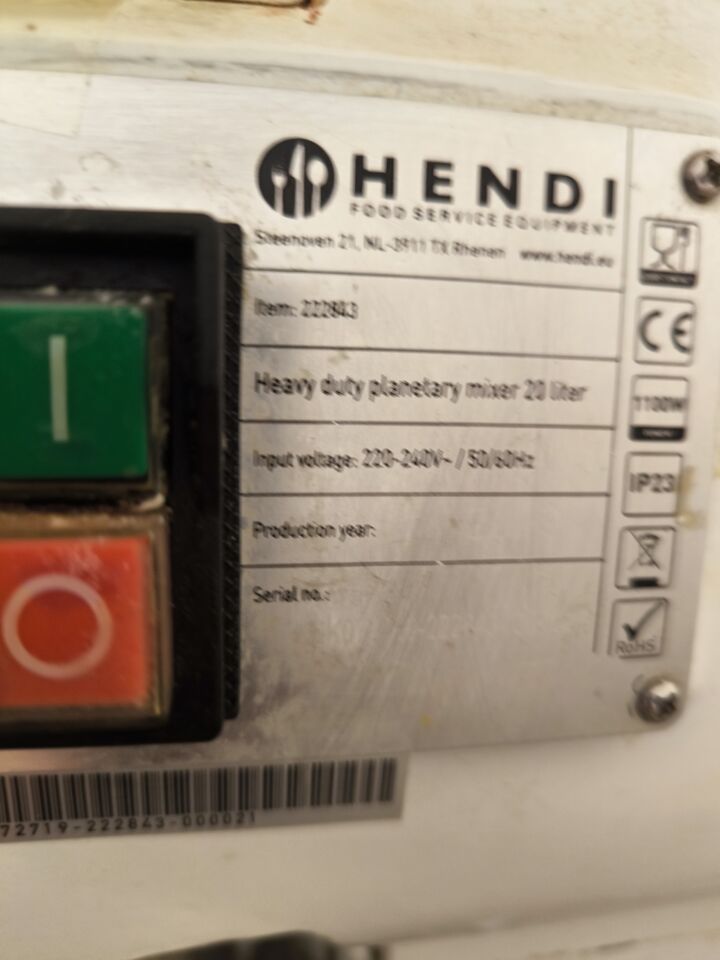 HENDI
FOOD SERVICE EQUIPMENT
Steenoven 21, NL-3911 TX Rhenen www.hendi.eu
Item: 222843
Heavy duty planetary mixer 20 liter
Input voltage: 220-240V~ / 50/60Hz
Production year:
Serial no.:
CE
1100W
IP23
RoHS
72719-222843-000021